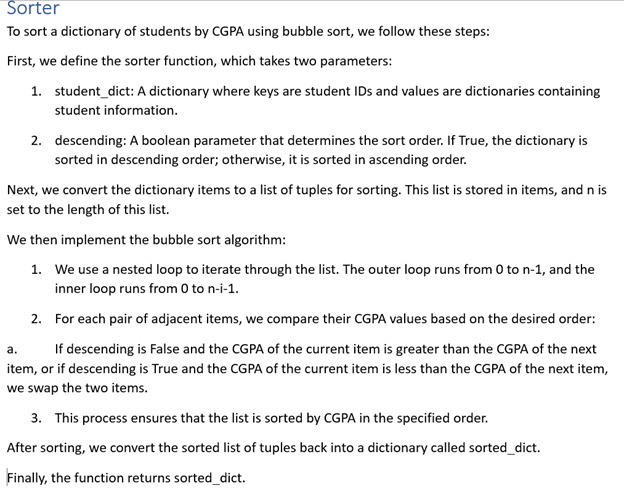 Sorter
To sort a dictionary of students by CGPA using bubble sort, we follow these steps:
First, we define the sorter function, which takes two parameters:
1. student_dict: A dictionary where keys are student IDs and values are dictionaries containing
student information.
2. descending: A boolean parameter that determines the sort order. If True, the dictionary is
sorted in descending order; otherwise, it is sorted in ascending order.
Next, we convert the dictionary items to a list of tuples for sorting. This list is stored in items, and n is
set to the length of this list.
We then implement the bubble sort algorithm:
1. We use a nested loop to iterate through the list. The outer loop runs from 0 to n-1, and the
inner loop runs from 0 to n-i-1.
2. For each pair of adjacent items, we compare their CGPA values based on the desired order:
a. If descending is False and the CGPA of the current item is greater than the CGPA of the next
item, or if descending is True and the CGPA of the current item is less than the CGPA of the next item,
we swap the two items.
3. This process ensures that the list is sorted by CGPA in the specified order.
After sorting, we convert the sorted list of tuples back into a dictionary called sorted_dict.
Finally, the function returns sorted_dict.